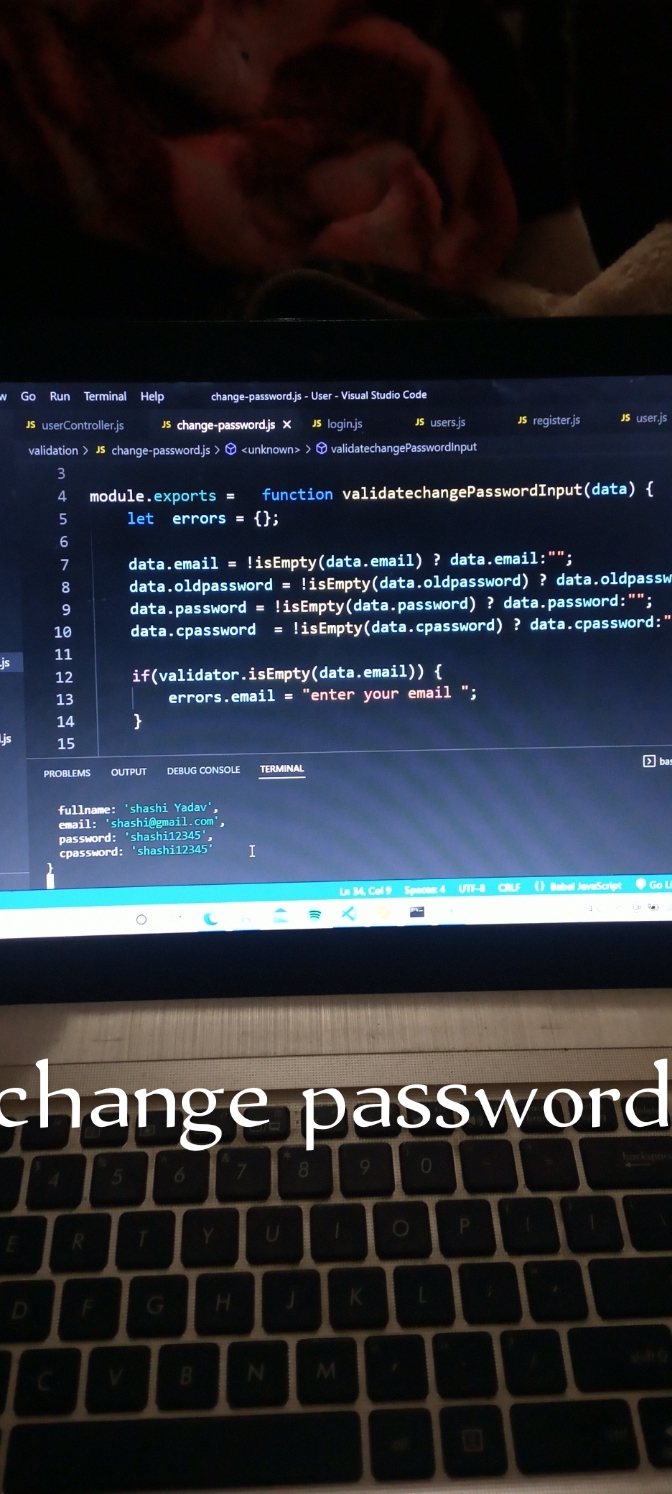 Go Run Terminal Help change-password.js - User - Visual Studio Code
JS userController.js JS change-password.js × JS login.js JS users.js JS register.js JS user.js
validation > JS change-password.js > <unknown> > validatechangePasswordInput
3
4 module.exports = function validatechangePasswordInput(data) {
5 let errors = {};
6
7 data.email = !isEmpty(data.email) ? data.email:"";
8 data.oldpassword = !isEmpty(data.oldpassword) ? data.oldpassw
9 data.password = !isEmpty(data.password) ? data.password:"";
10 data.cpassword = !isEmpty(data.cpassword) ? data.cpassword:"
11
.js
12 if(validator.isEmpty(data.email)) {
13 errors.email = "enter your email ";
14 }
15
PROBLEMS OUTPUT DEBUG CONSOLE TERMINAL
fullname: 'shashi Yadav',
email: 'shashi@gmail.com',
password: 'shashi12345',
cpassword: 'shashi12345'
}
Ln 34, Col 9 Spaces: 4 UTF-8 CRLF {} Babel JavaScript Go Li
change password
4 5 6 7 8 9 0 backspace
E R T Y U I O P
D F G H J K L
C V B N M